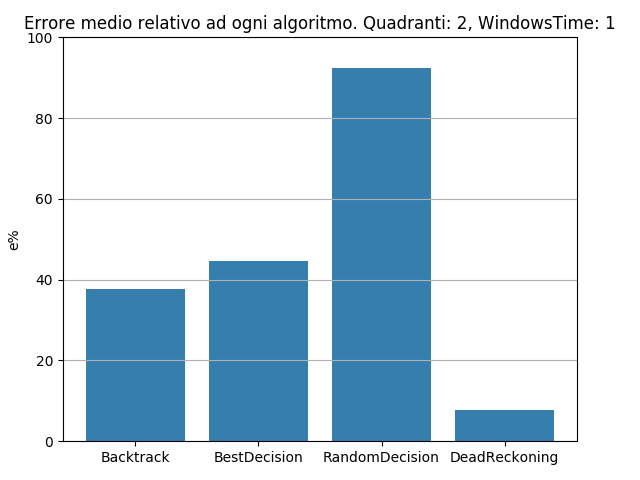 Errore medio relativo ad ogni algoritmo. Quadranti: 2, WindowsTime: 1
100
80
60
40
20
0
e%
Backtrack BestDecision RandomDecision DeadReckoning